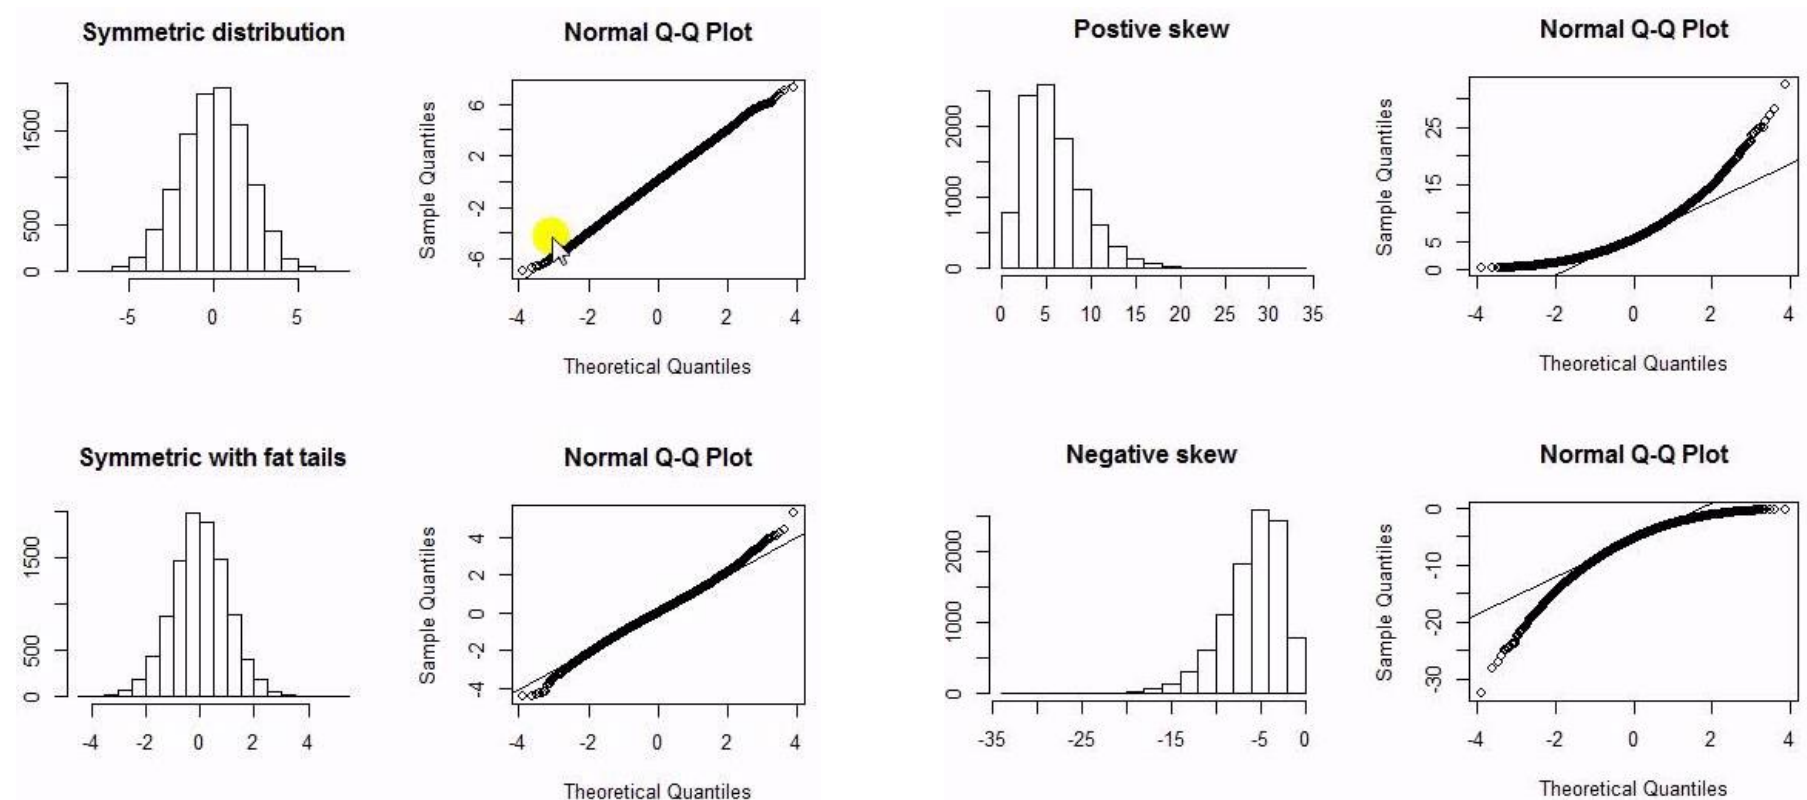 Symmetric distribution
Normal Q-Q Plot
Postive skew
Normal Q-Q Plot
0 500 1500
-5 0 5
Sample Quantiles
-6 -2 2 6
-4 -2 0 2 4
Theoretical Quantiles
0 1000 2000
0 5 10 15 20 25 30 35
Sample Quantiles
0 5 15 25
-4 -2 0 2 4
Theoretical Quantiles
Symmetric with fat tails
Normal Q-Q Plot
Negative skew
Normal Q-Q Plot
0 500 1500
-4 -2 0 2 4
Sample Quantiles
-4 -2 0 2 4
-4 -2 0 2 4
Theoretical Quantiles
0 1000 2000
-35 -25 -15 -5 0
Sample Quantiles
-30 -20 -10 0
-4 -2 0 2 4
Theoretical Quantiles